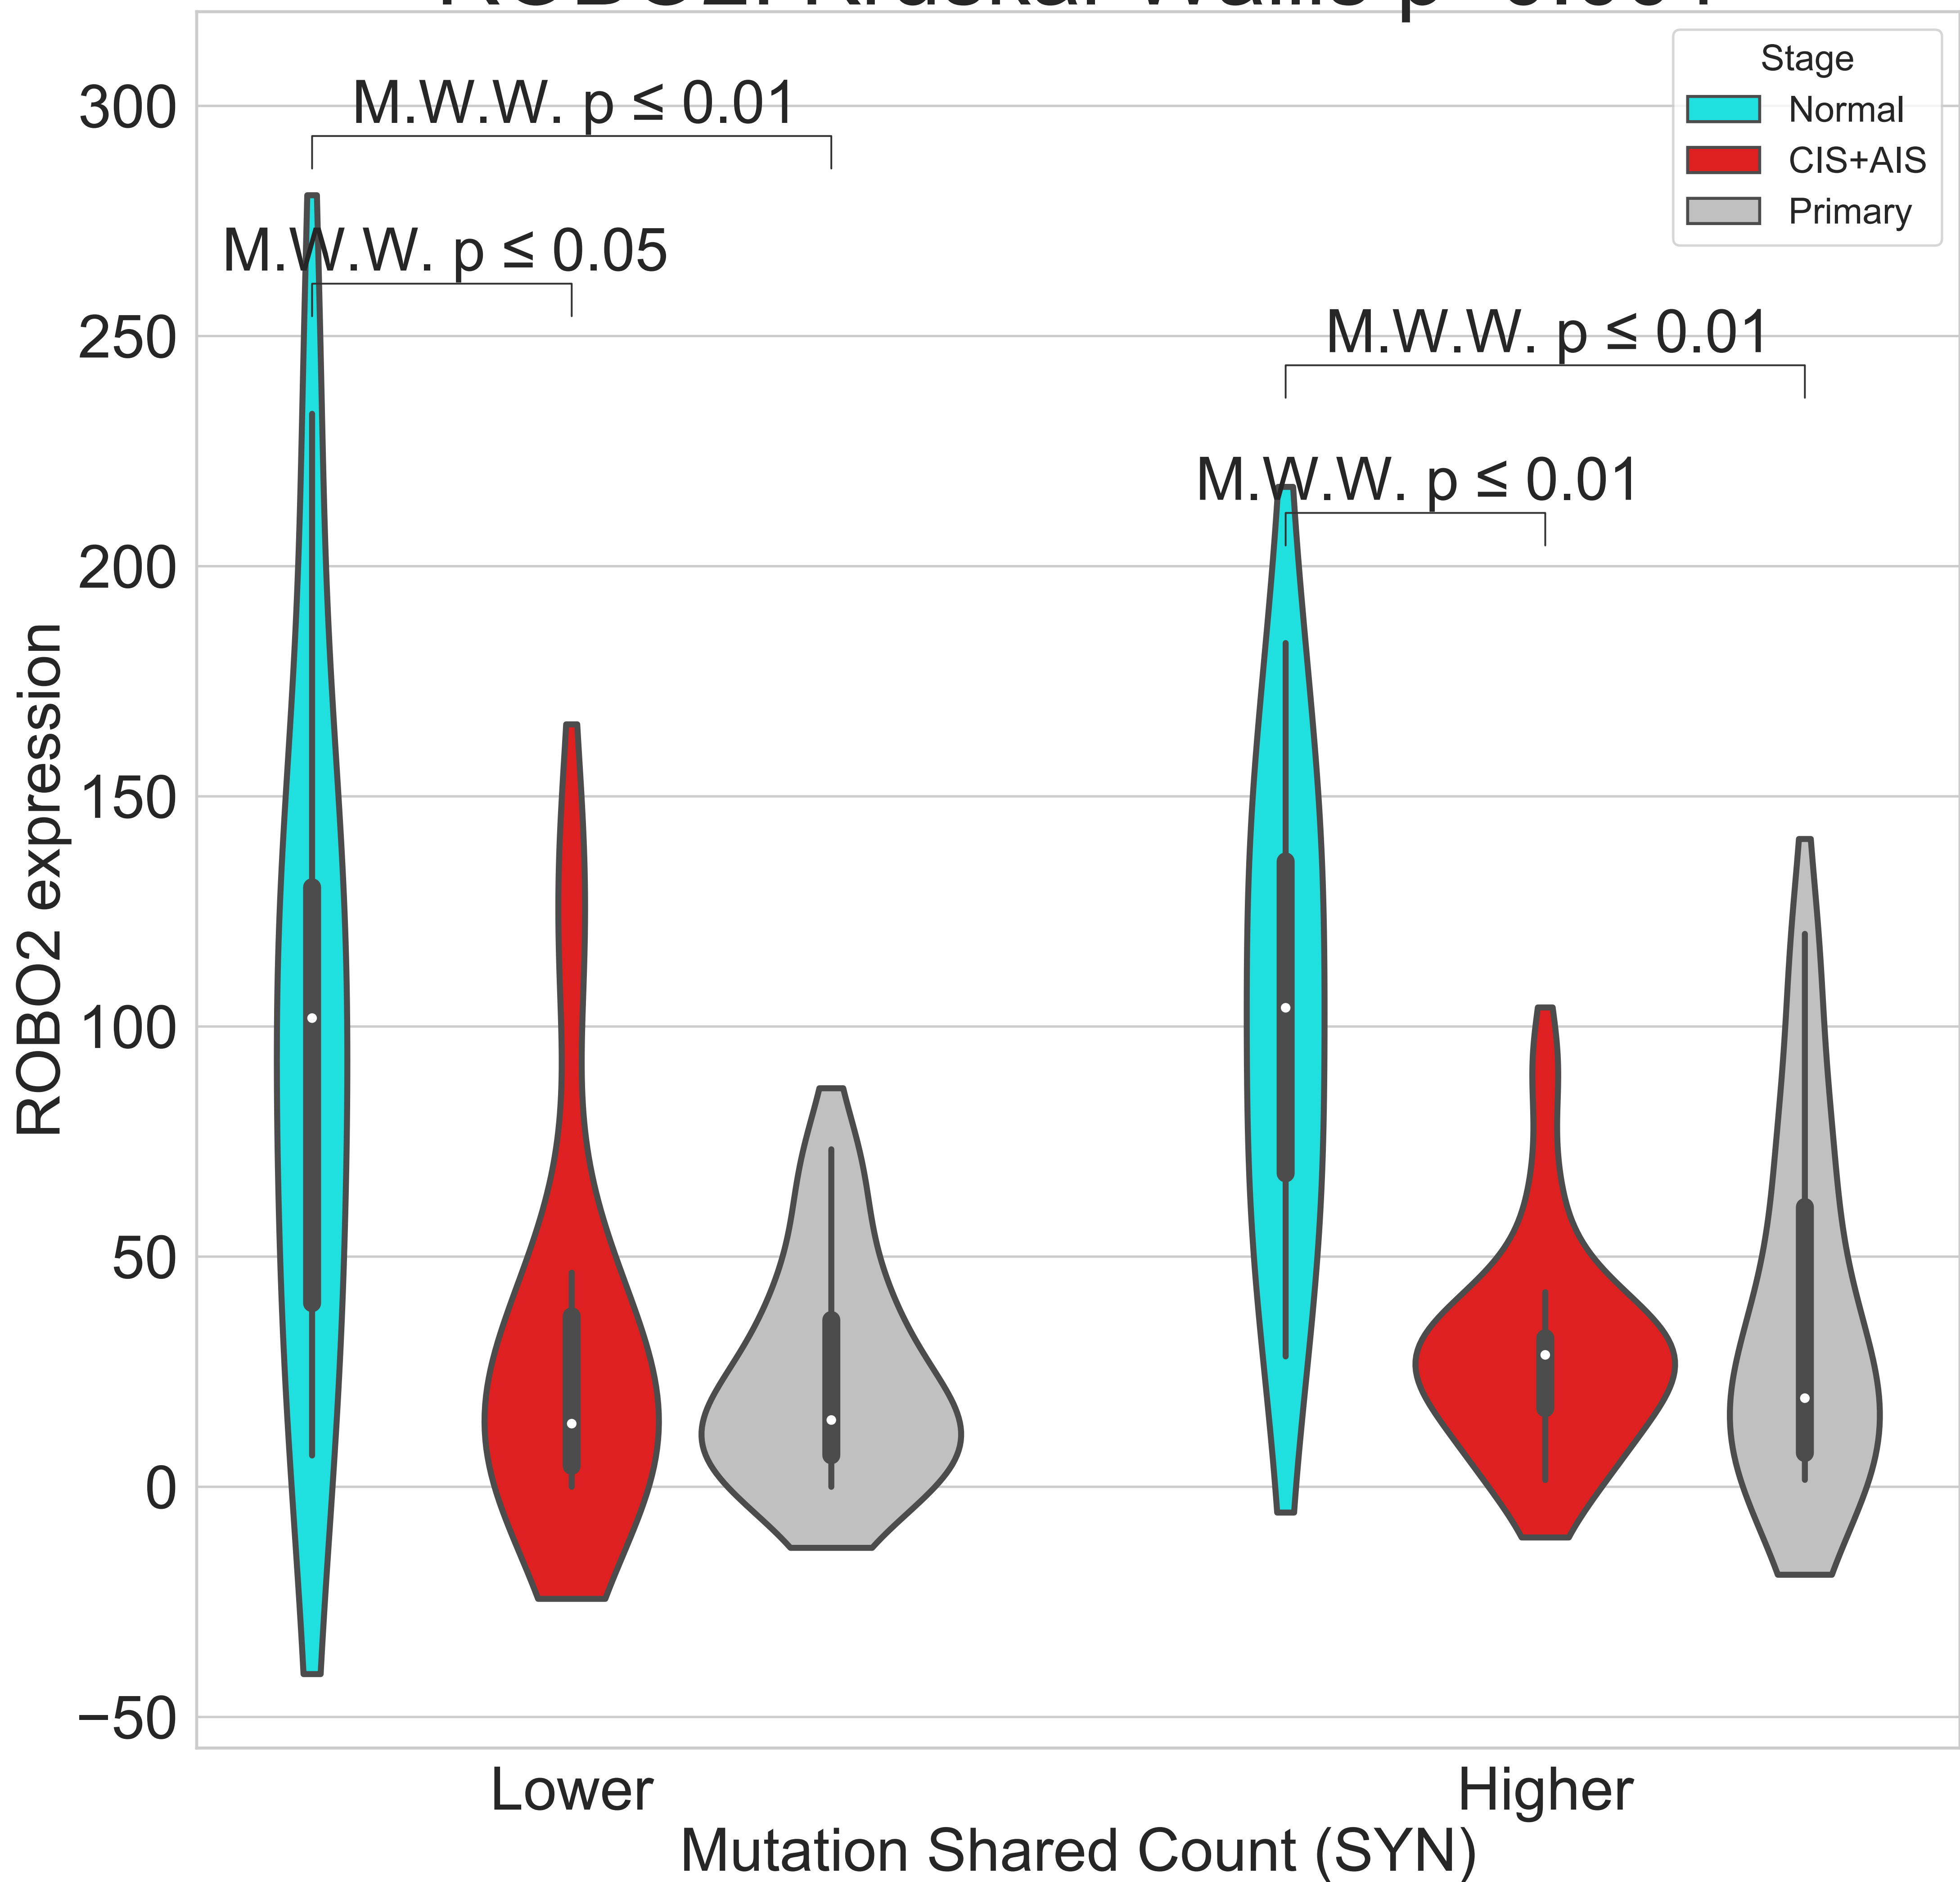 Stage
Normal
CIS+AIS
Primary
M.W.W. p ≤ 0.01
M.W.W. p ≤ 0.05
M.W.W. p ≤ 0.01
M.W.W. p ≤ 0.01
300
250
200
150
100
50
0
−50
ROBO2 expression
Lower
Higher
Mutation Shared Count (SYN)